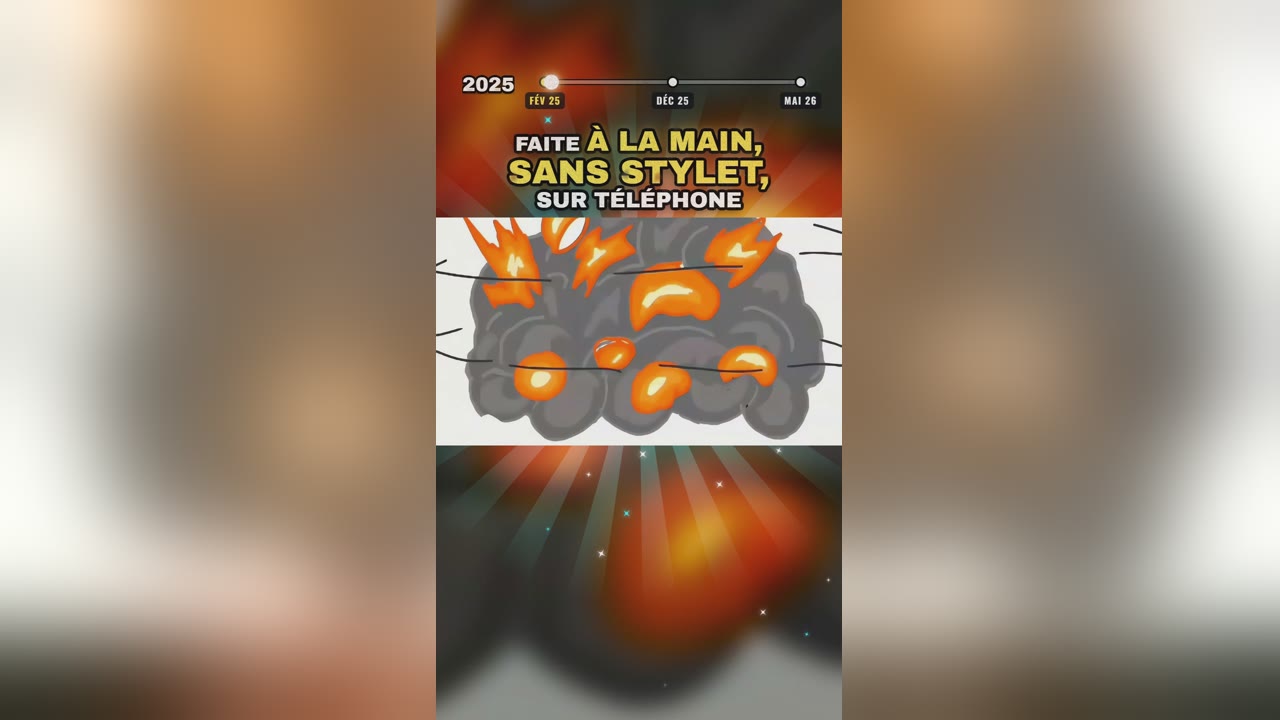 2025
FÉV 25
DÉC 25
MAI 26
FAITE À LA MAIN,
SANS STYLET,
SUR TÉLÉPHONE